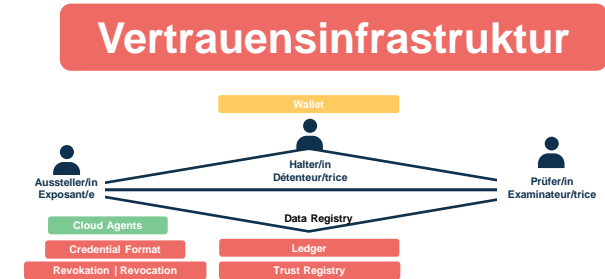 Vertrauensinfrastruktur
Wallet
Halter/in
Détenteur/trice
Aussteller/in
Exposant/e
Prüfer/in
Examinateur/trice
Data Registry
Cloud Agents
Credential Format
Ledger
Revokation | Revocation
Trust Registry